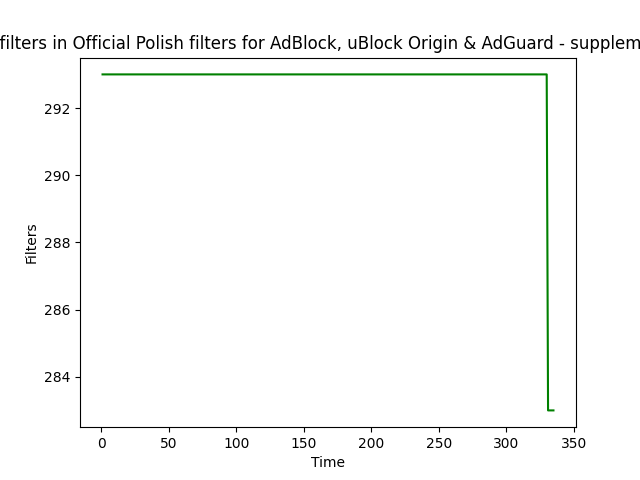 filters in Official Polish filters for AdBlock, uBlock Origin & AdGuard - supplem
292
290
288
286
284
Filters
0 50 100 150 200 250 300 350
Time